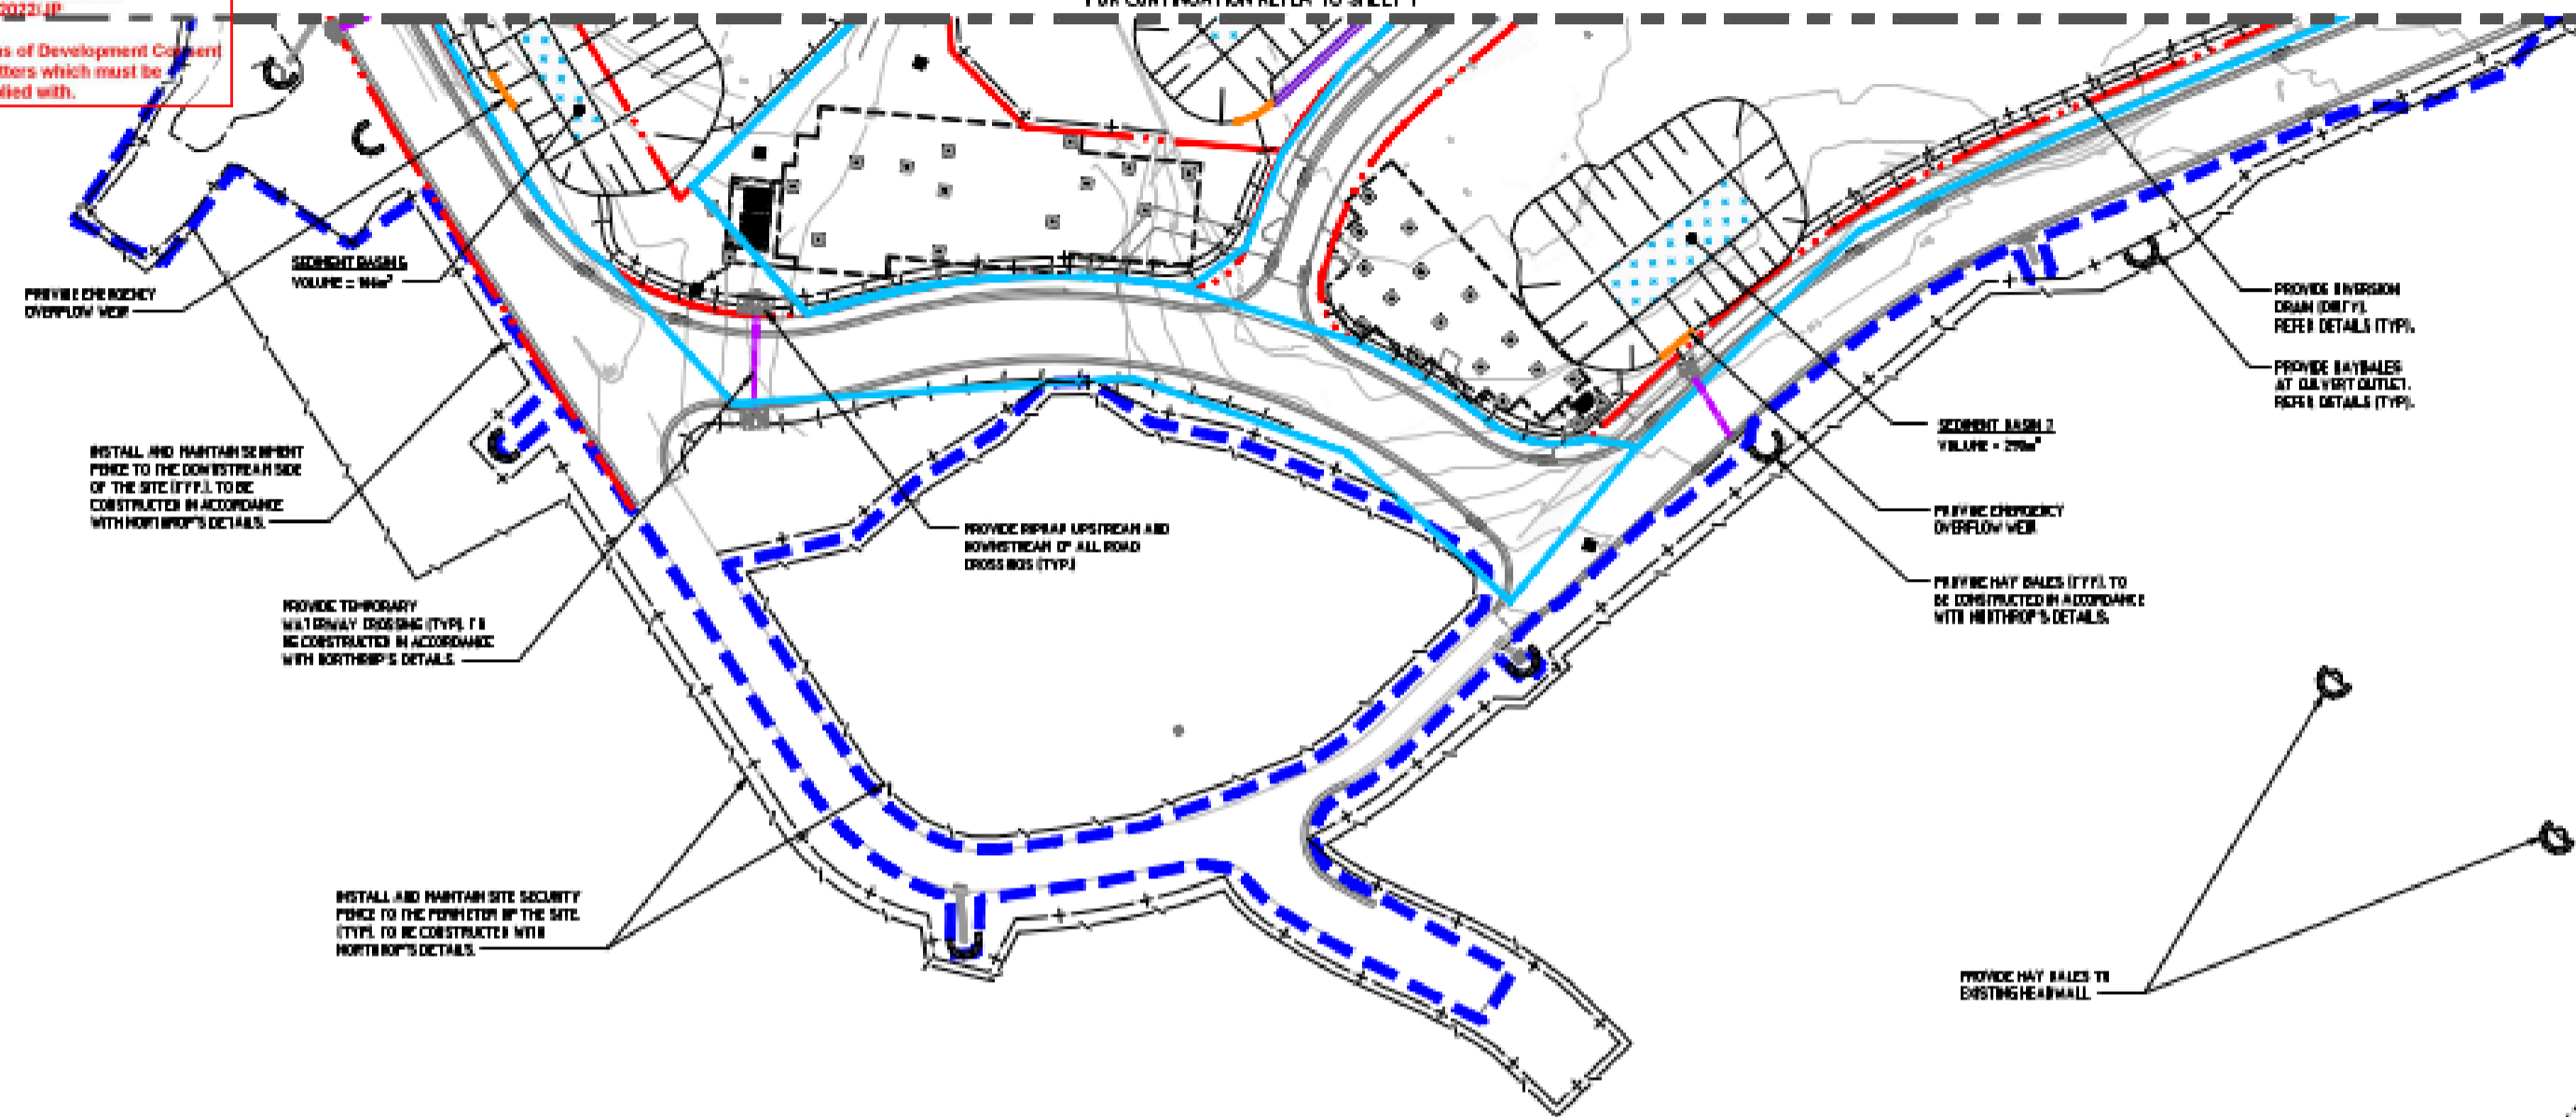 FOR CONTINUATION REFER TO SHEET 1
2022/JP
s of Development Consent
tters which must be
lied with.
SEDIMENT BASIN
VOLUME =
PROVIDE EMERGENCY
OVERFLOW WEIR
INSTALL AND MAINTAIN SEDIMENT
FENCE TO THE DOWNSTREAM SIDE
OF THE SITE (TYP.). TO BE
CONSTRUCTED IN ACCORDANCE
WITH NORTHROP'S DETAILS.
PROVIDE TEMPORARY
WATERWAY CROSSING (TYP). TO
BE CONSTRUCTED IN ACCORDANCE
WITH NORTHROP'S DETAILS.
PROVIDE RIPRAP UPSTREAM AND
DOWNSTREAM OF ALL ROAD
CROSSINGS (TYP.)
INSTALL AND MAINTAIN SITE SECURITY
FENCE TO THE PERIMETER OF THE SITE.
(TYP). TO BE CONSTRUCTED WITH
NORTHROP'S DETAILS.
PROVIDE DIVERSION
DRAIN (DIRTY).
REFER DETAILS (TYP).
PROVIDE HAYBALES
AT CULVERT OUTLET.
REFER DETAILS (TYP).
SEDIMENT BASIN 7
VOLUME = 290m³
PROVIDE EMERGENCY
OVERFLOW WEIR
PROVIDE HAY BALES (TYP). TO
BE CONSTRUCTED IN ACCORDANCE
WITH NORTHROP'S DETAILS.
PROVIDE HAY BALES TO
EXISTING HEADWALL